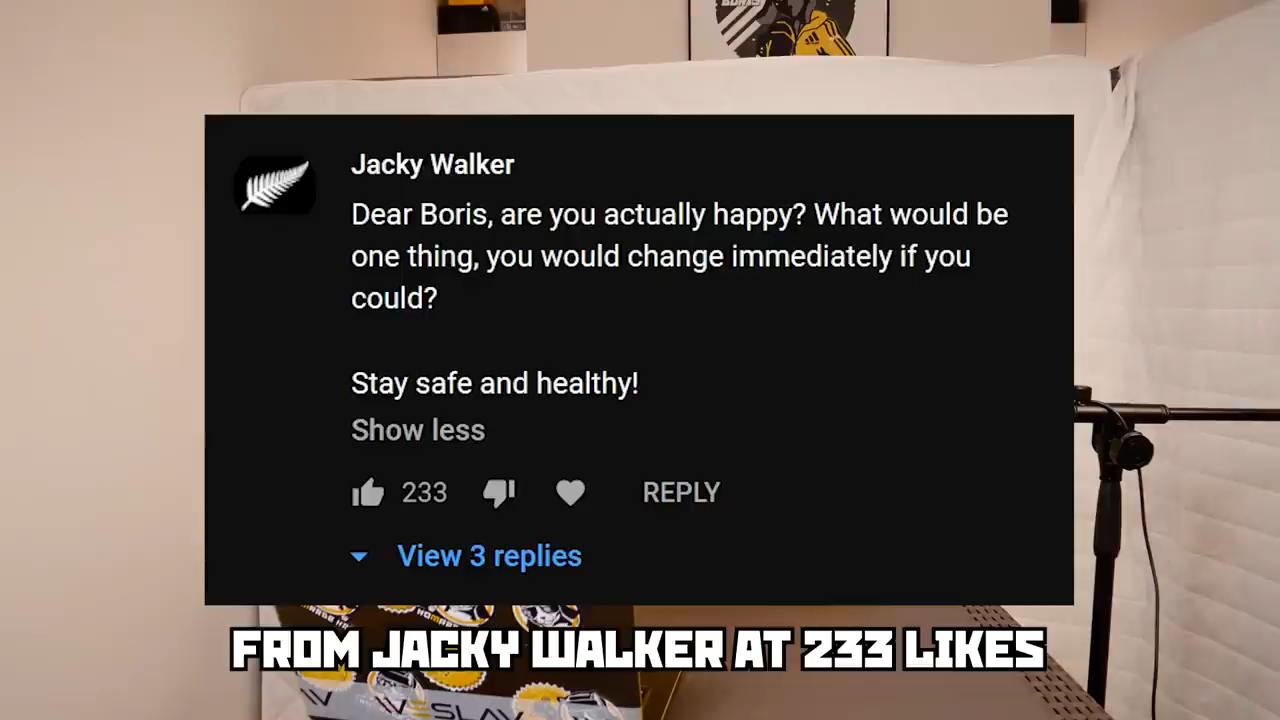 BORIS
Jacky Walker
Dear Boris, are you actually happy? What would be
one thing, you would change immediately if you
could?
Stay safe and healthy!
Show less
233
REPLY
View 3 replies
FROM JACKY WALKER AT 233 LIKES